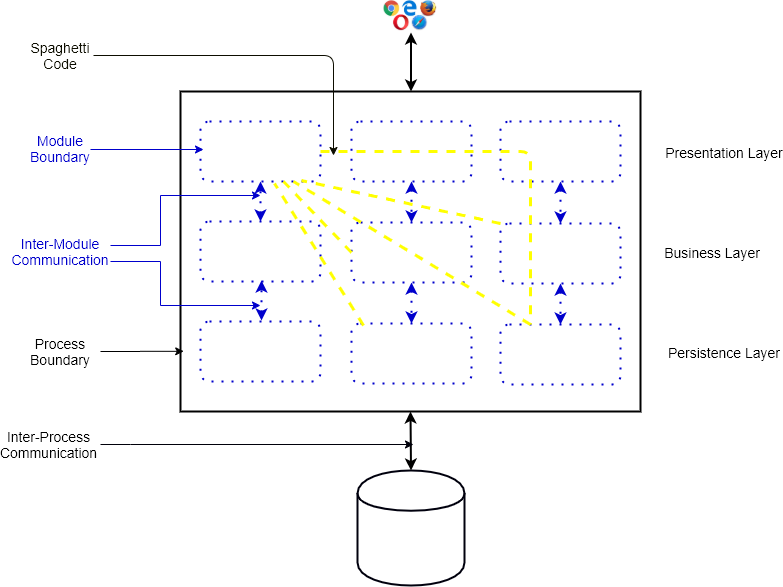 Spaghetti
Code
Module
Boundary
Presentation Layer
Inter-Module
Communication
Business Layer
Process
Boundary
Persistence Layer
Inter-Process
Communication